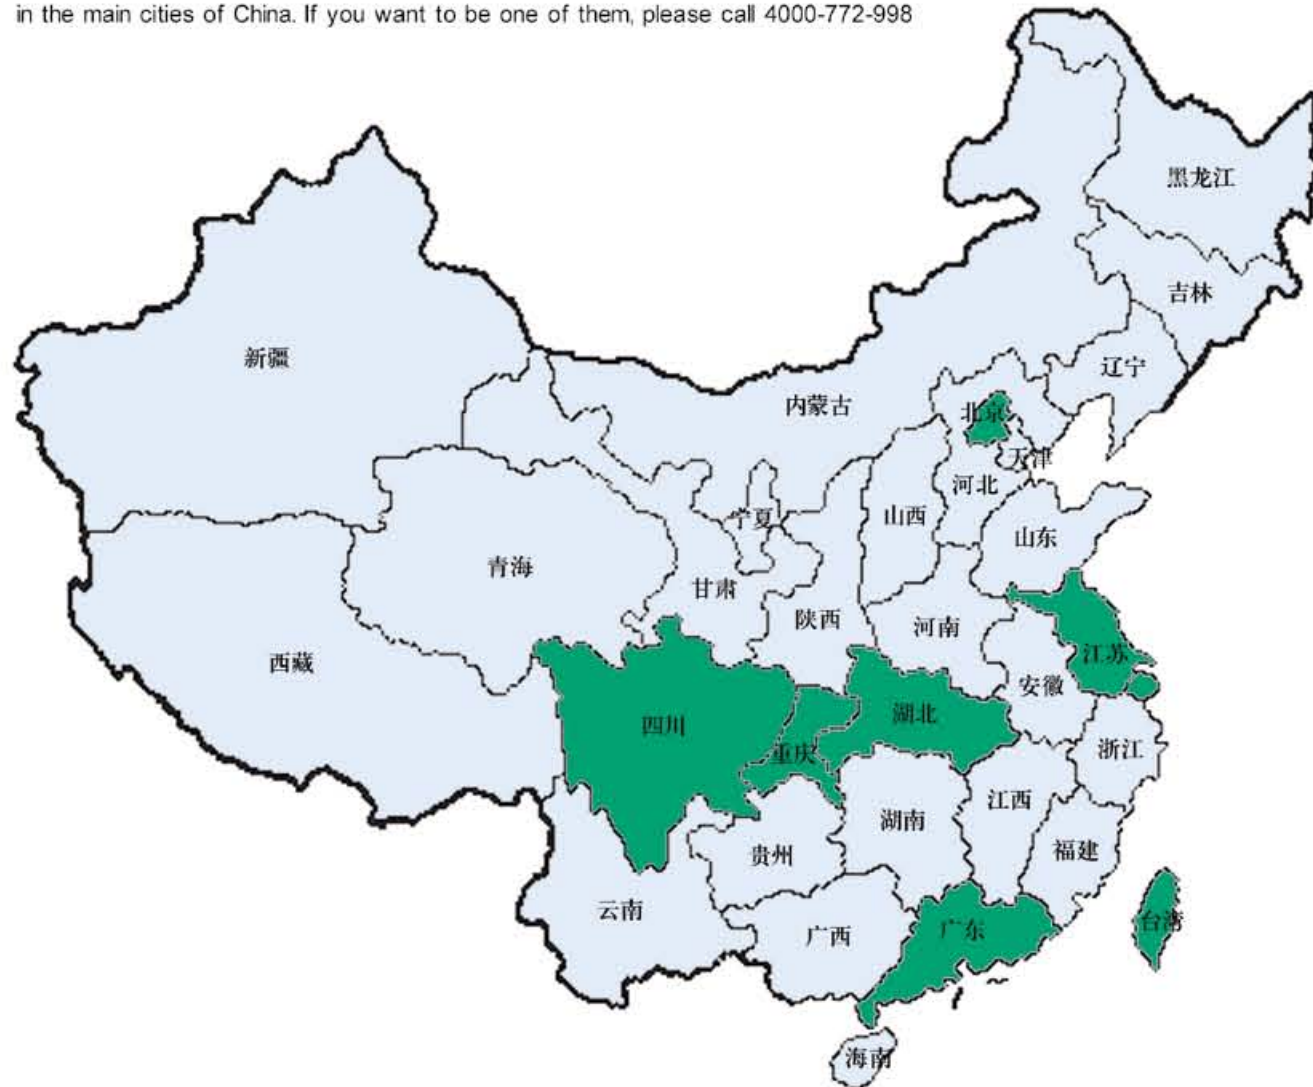 in the main cities of China. If you want to be one of them, please call 4000-772-998
黑龙江
吉林
新疆
辽宁
内蒙古
北京
天津
河北
宁夏
山西
山东
青海
甘肃
陕西
河南
江苏
西藏
安徽
四川
湖北
重庆
浙江
江西
湖南
贵州
福建
云南
广西
广东
台湾
海南